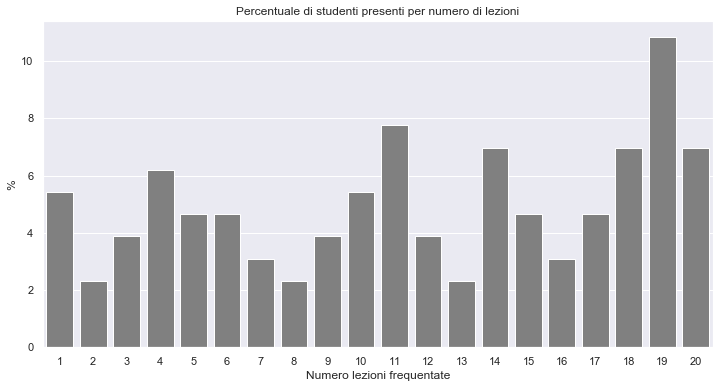 Percentuale di studenti presenti per numero di lezioni
10
8
6
4
2
0
%
1 2 3 4 5 6 7 8 9 10 11 12 13 14 15 16 17 18 19 20
Numero lezioni frequentate